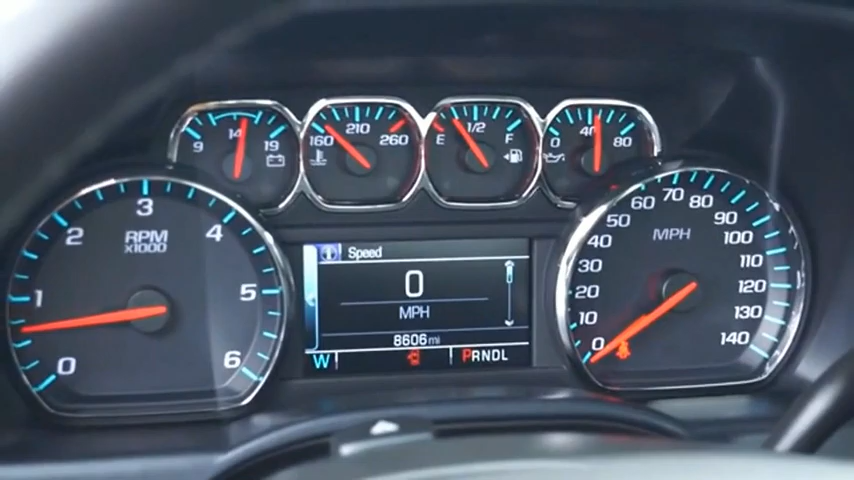 9 14 19
160 210 260
E 1/2 F
0 40 80
0 1 2 3 4 5 6
RPM
X1000
Speed
0
MPH
8606 mi
W PRNDL
MPH
0 10 20 30 40 50 60 70 80 90 100 110 120 130 140